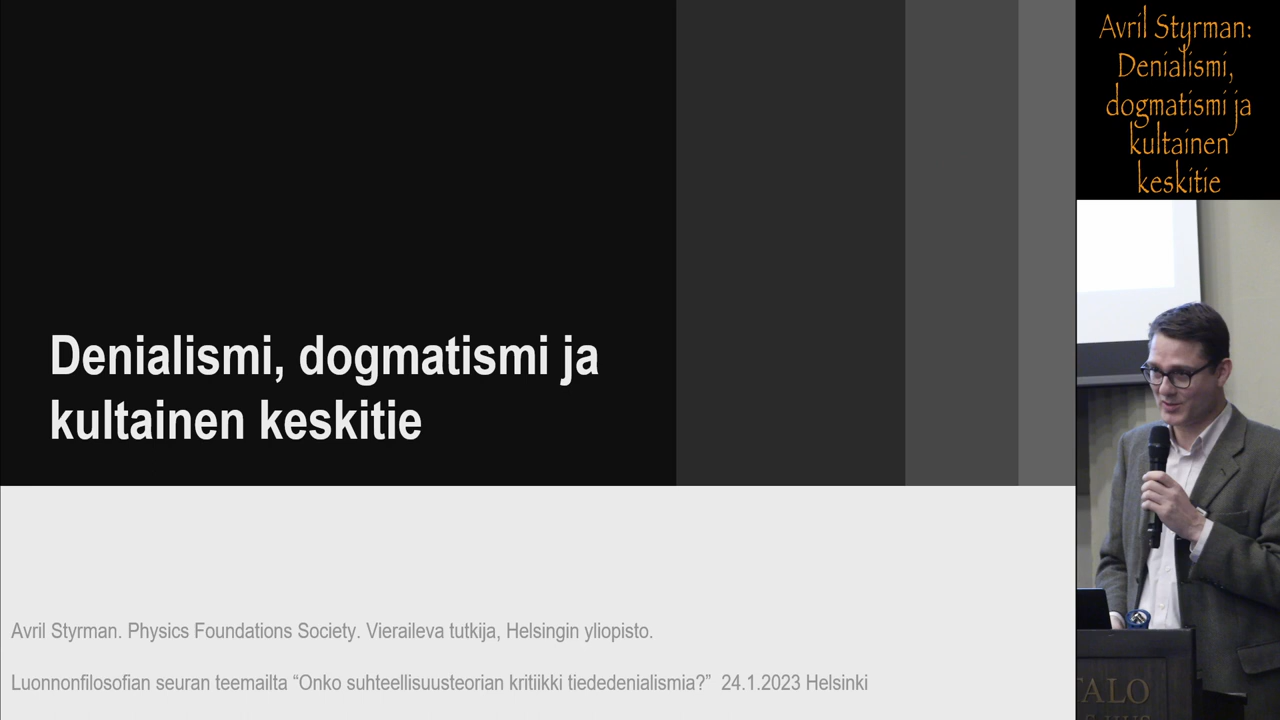 Denialismi, dogmatismi ja
kultainen keskitie
Avril Styrman. Physics Foundations Society. Vieraileva tutkija, Helsingin yliopisto.
Luonnonfilosofian seuran teemailta “Onko suhteellisuusteorian kritiikki tiededenialismia?” 24.1.2023 Helsinki
Avril Styrman:
Denialismi,
dogmatismi ja
kultainen
keskitie
TALO